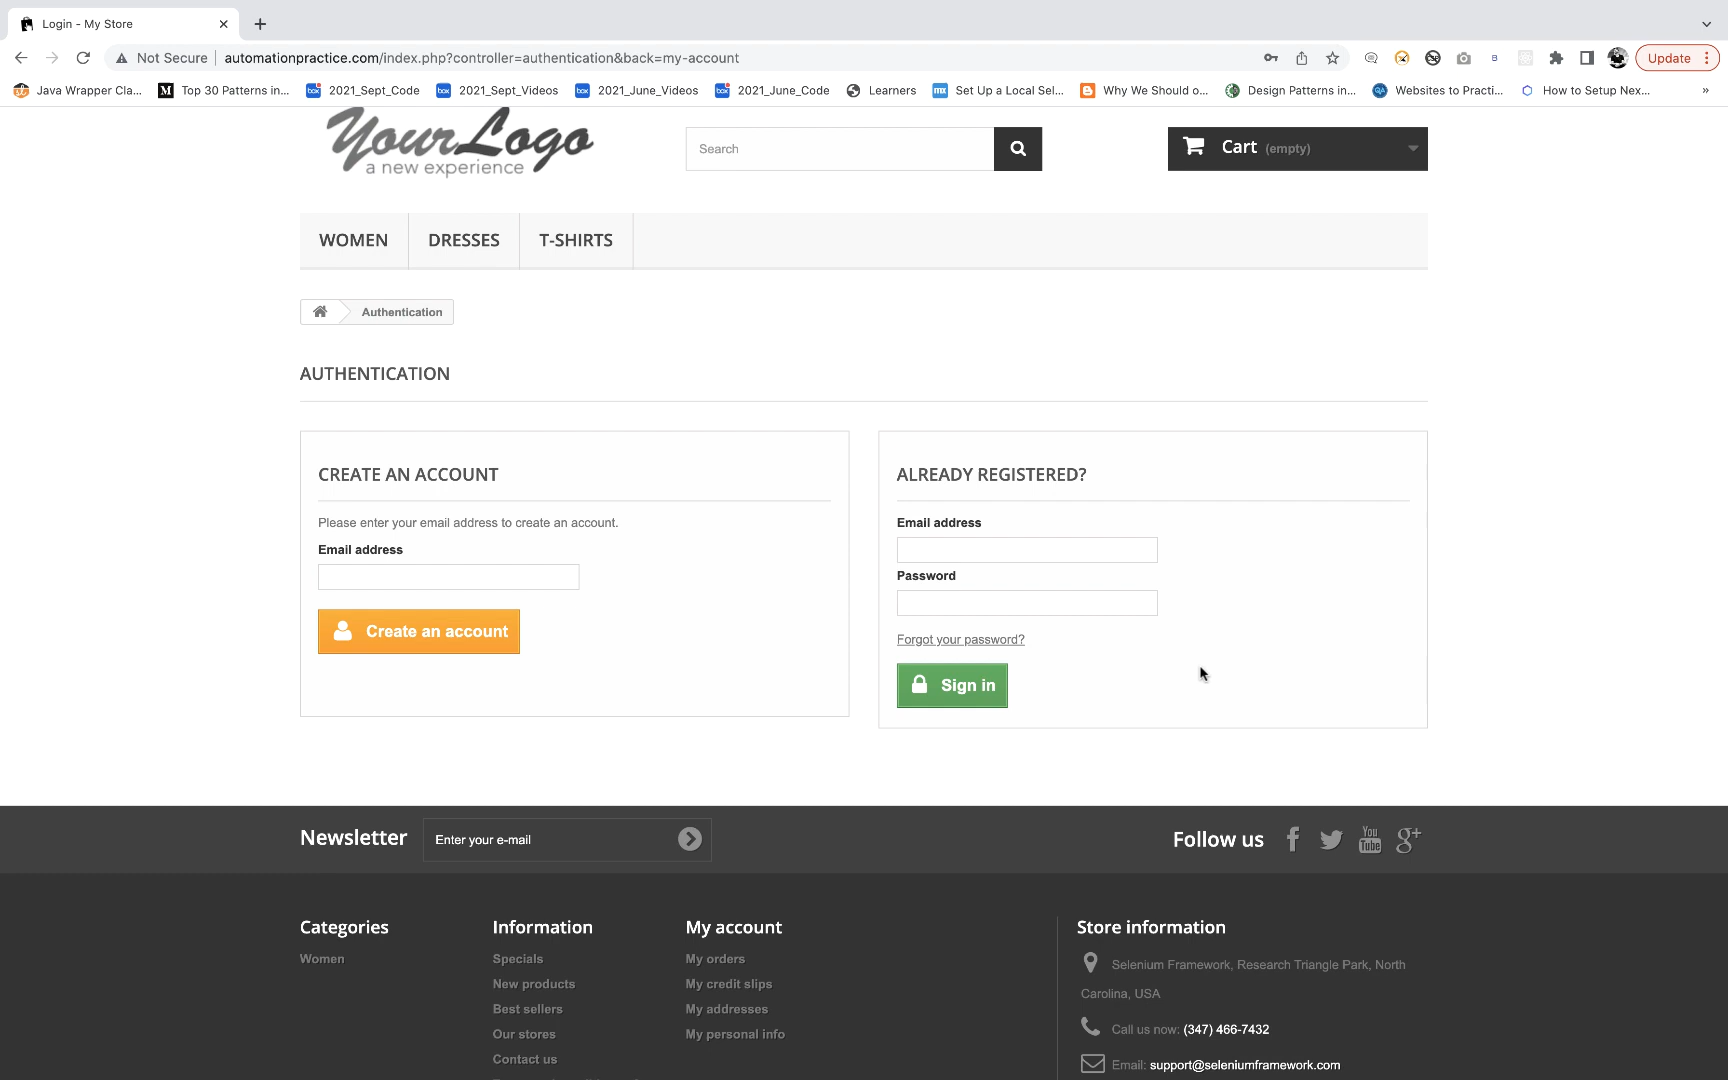 Login - My Store
Not Secure automationpractice.com/index.php?controller=authentication&back=my-account
Update
Java Wrapper Cla... Top 30 Patterns in... 2021_Sept_Code 2021_Sept_Videos 2021_June_Videos 2021_June_Code Learners Set Up a Local Sel... Why We Should o... Design Patterns in... Websites to Practi... How to Setup Nex... »
YourLogo
a new experience
Search
Cart (empty)
WOMEN DRESSES T-SHIRTS
Authentication
AUTHENTICATION
CREATE AN ACCOUNT
Please enter your email address to create an account.
Email address
Create an account
ALREADY REGISTERED?
Email address
Password
Forgot your password?
Sign in
Newsletter Enter your e-mail
Follow us
Categories
Women
Information
Specials
New products
Best sellers
Our stores
Contact us
My account
My orders
My credit slips
My addresses
My personal info
Store information
Selenium Framework, Research Triangle Park, North
Carolina, USA
Call us now: (347) 466-7432
Email: support@seleniumframework.com